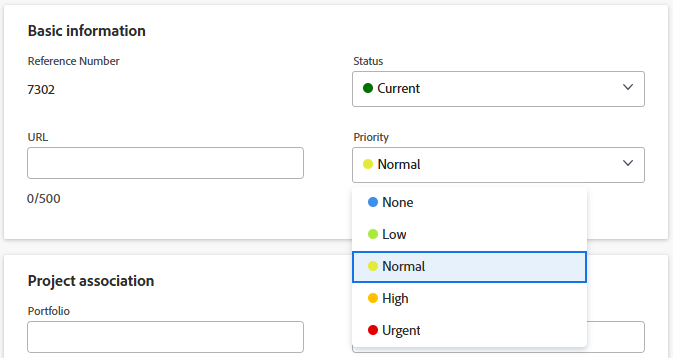 Basic information
Reference Number
7302
Status
Current
URL
0/500
Priority
Normal
None
Low
Normal
High
Urgent
Project association
Portfolio